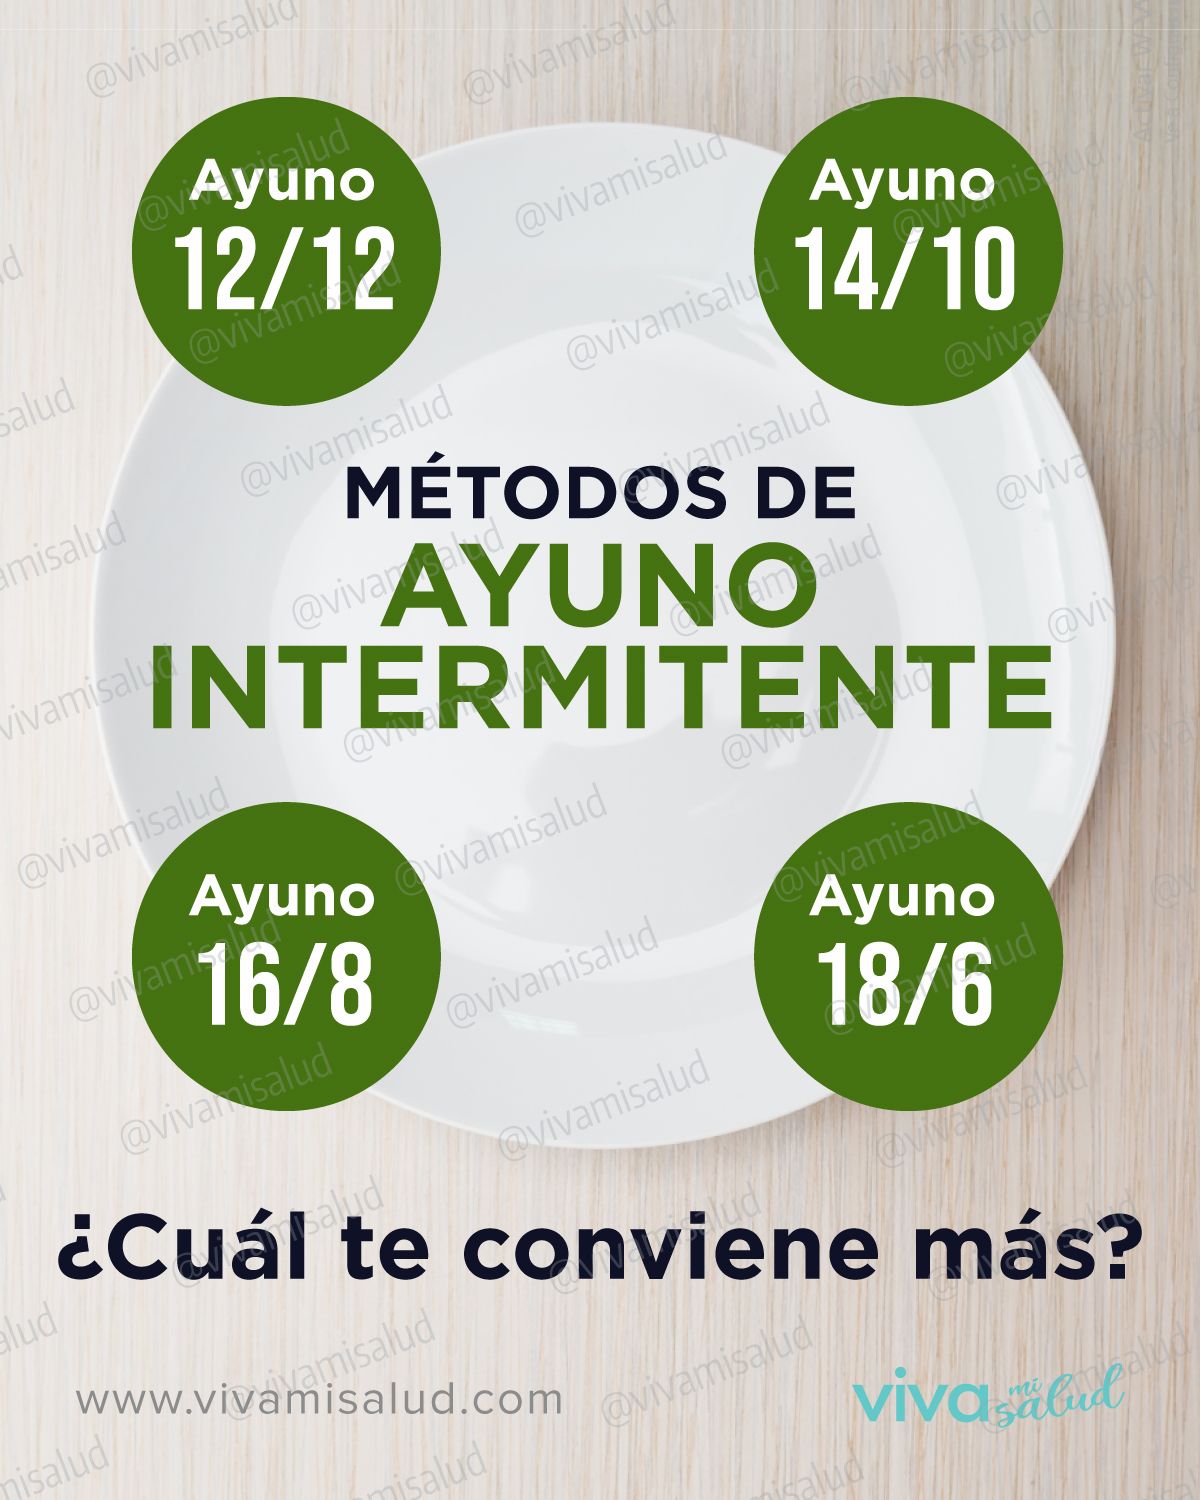 Ayuno
12/12
Ayuno
14/10
MÉTODOS DE
AYUNO
INTERMITENTE
Ayuno
16/8
Ayuno
18/6
¿Cuál te conviene más?
www.vivamisalud.com
viva mi salud
@vivamisalud